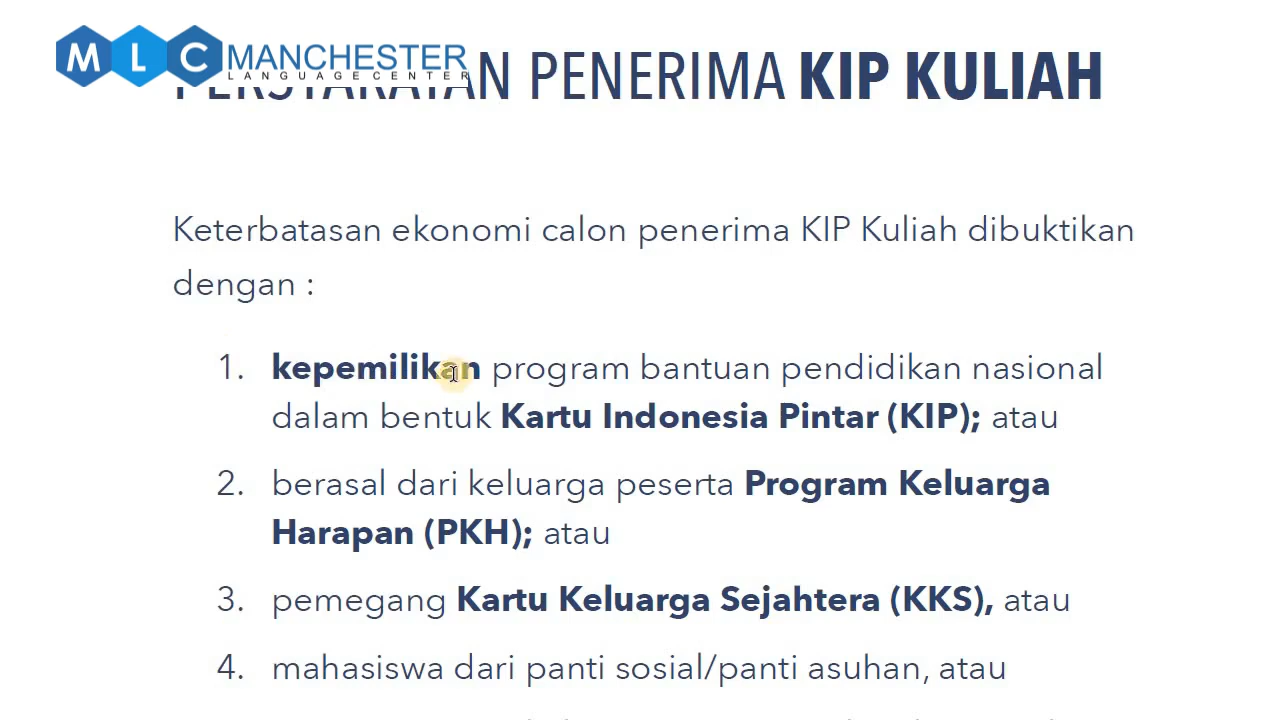 MLC MANCHESTER
LANGUAGE CENTER
PENERIMA KIP KULIAH
Keterbatasan ekonomi calon penerima KIP Kuliah dibuktikan
dengan :
1. kepemilikan program bantuan pendidikan nasional
dalam bentuk Kartu Indonesia Pintar (KIP); atau
2. berasal dari keluarga peserta Program Keluarga
Harapan (PKH); atau
3. pemegang Kartu Keluarga Sejahtera (KKS), atau
4. mahasiswa dari panti sosial/panti asuhan, atau